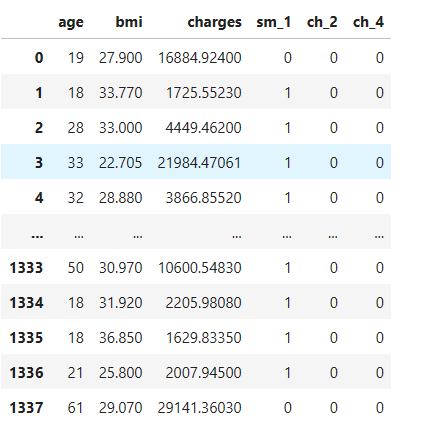 age bmi charges sm_1 ch_2 ch_4
0 19 27.900 16884.92400 0 0 0
1 18 33.770 1725.55230 1 0 0
2 28 33.000 4449.46200 1 0 0
3 33 22.705 21984.47061 1 0 0
4 32 28.880 3866.85520 1 0 0
... ... ... ... ... ... ...
1333 50 30.970 10600.54830 1 0 0
1334 18 31.920 2205.98080 1 0 0
1335 18 36.850 1629.83350 1 0 0
1336 21 25.800 2007.94500 1 0 0
1337 61 29.070 29141.36030 0 0 0